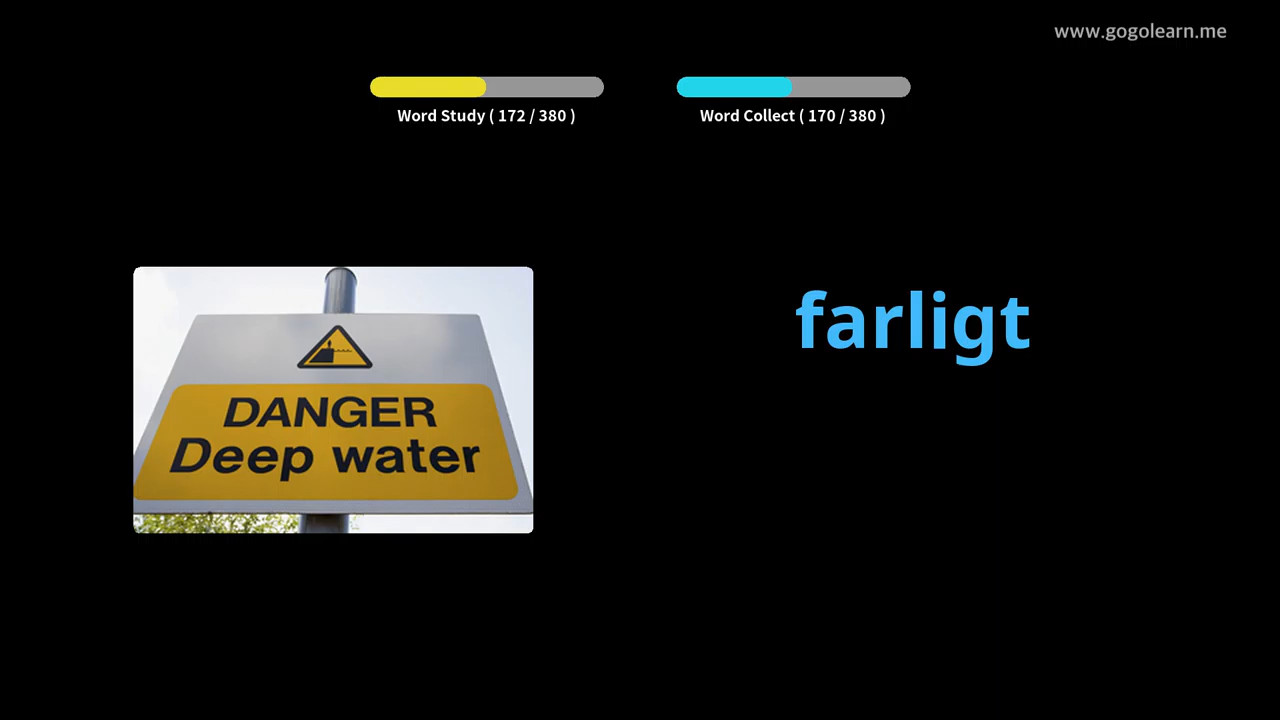 www.gogolearn.me
Word Study ( 172 / 380 )
Word Collect ( 170 / 380 )
DANGER
Deep water
farligt